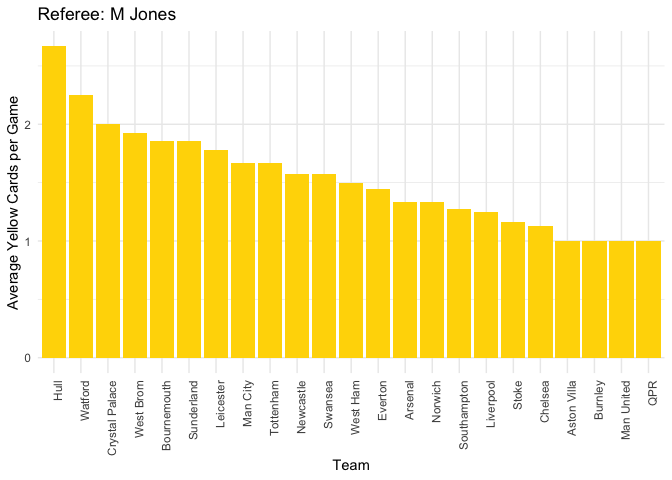 Referee: M Jones
Average Yellow Cards per Game
2
1
0
Hull
Watford
Crystal Palace
West Brom
Bournemouth
Sunderland
Leicester
Man City
Tottenham
Newcastle
Swansea
West Ham
Everton
Arsenal
Norwich
Southampton
Liverpool
Stoke
Chelsea
Aston Villa
Burnley
Man United
QPR
Team